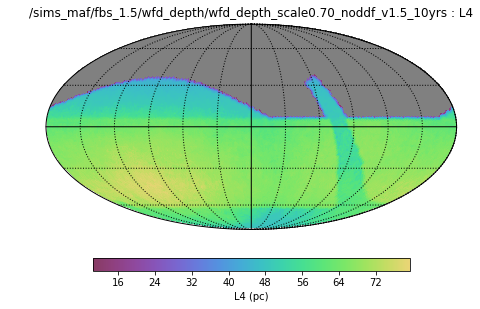 /sims_maf/fbs_1.5/wfd_depth/wfd_depth_scale0.70_noddf_v1.5_10yrs : L4
16 24 32 40 48 56 64 72
L4 (pc)